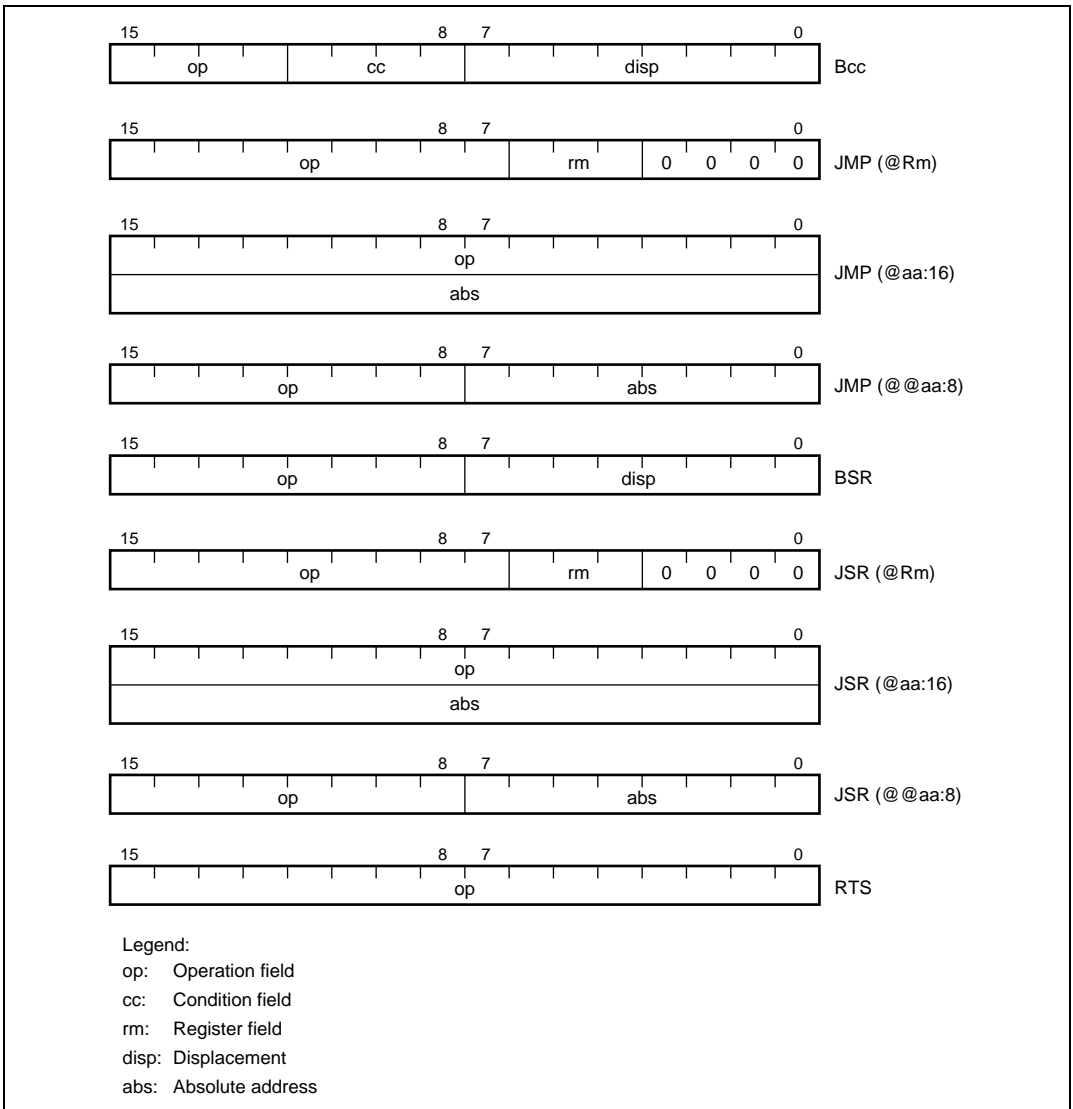 15 8 7 0
op cc disp Bcc
15 8 7 0
op rm 0 0 0 0 JMP (@Rm)
15 8 7 0
op
JMP (@aa:16)
abs
15 8 7 0
op abs JMP (@@aa:8)
15 8 7 0
op disp BSR
15 8 7 0
op rm 0 0 0 0 JSR (@Rm)
15 8 7 0
op
JSR (@aa:16)
abs
15 8 7 0
op abs JSR (@@aa:8)
15 8 7 0
op RTS
Legend:
op: Operation field
cc: Condition field
rm: Register field
disp: Displacement
abs: Absolute address